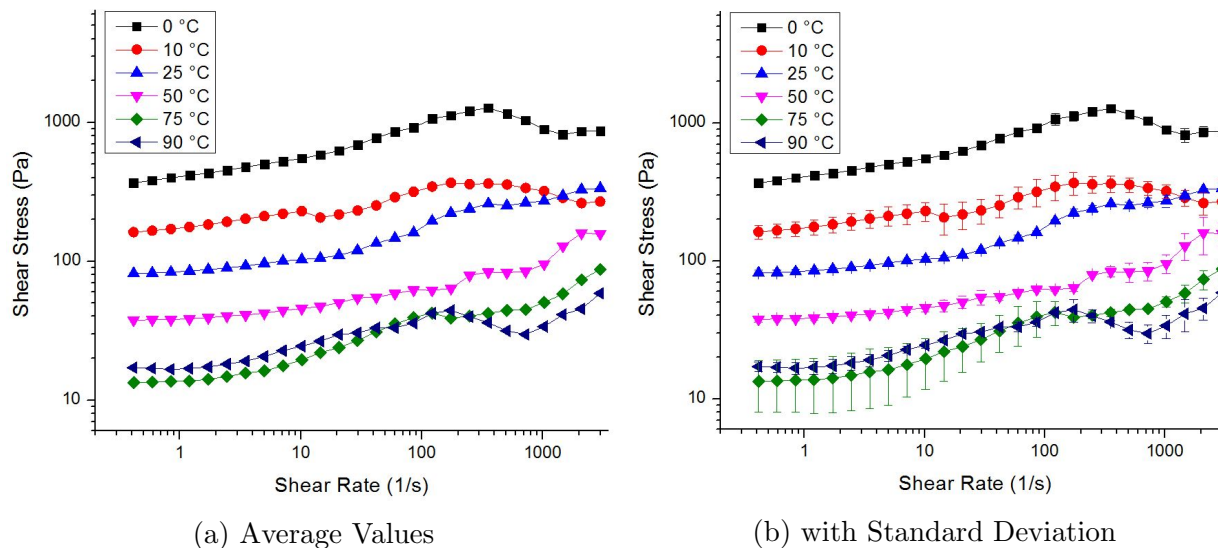 0 °C
10 °C
25 °C
50 °C
75 °C
90 °C
1000
100
10
Shear Stress (Pa)
1 10 100 1000
Shear Rate (1/s)
(a) Average Values
0 °C
10 °C
25 °C
50 °C
75 °C
90 °C
1000
100
10
Shear Stress (Pa)
1 10 100 1000
Shear Rate (1/s)
(b) with Standard Deviation